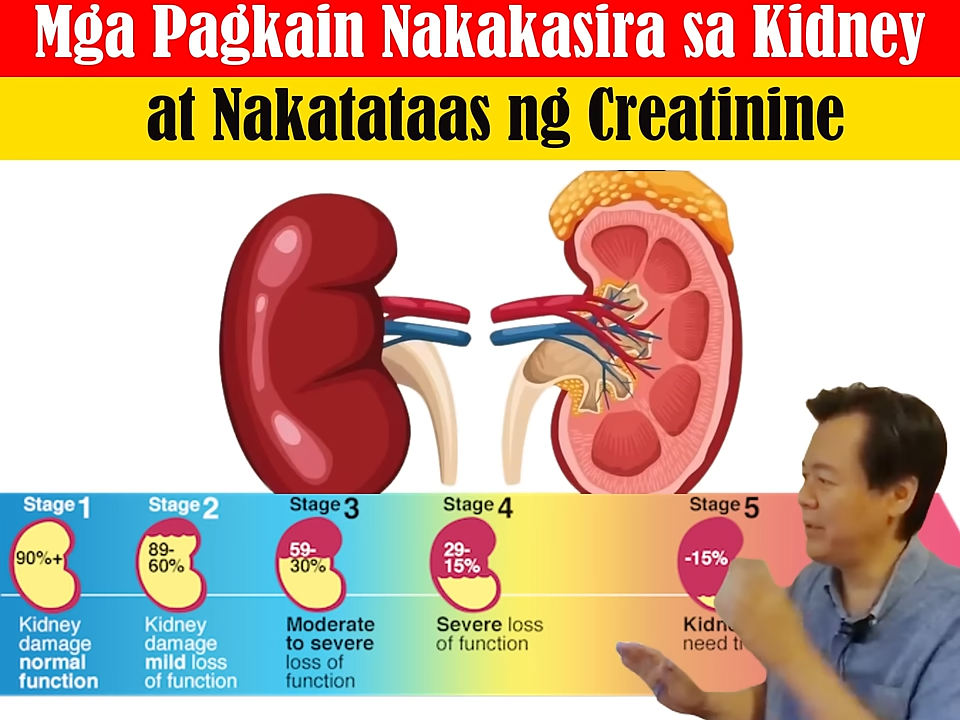 Mga Pagkain Nakakasira sa Kidney
at Nakatataas ng Creatinine
Stage 1
90%+
Kidney
damage
normal
function
Stage 2
89-
60%
Kidney
damage
mild loss
of function
Stage 3
59-
30%
Moderate
to severe
loss of
function
Stage 4
29-
15%
Severe loss
of function
Stage 5
-15%
need